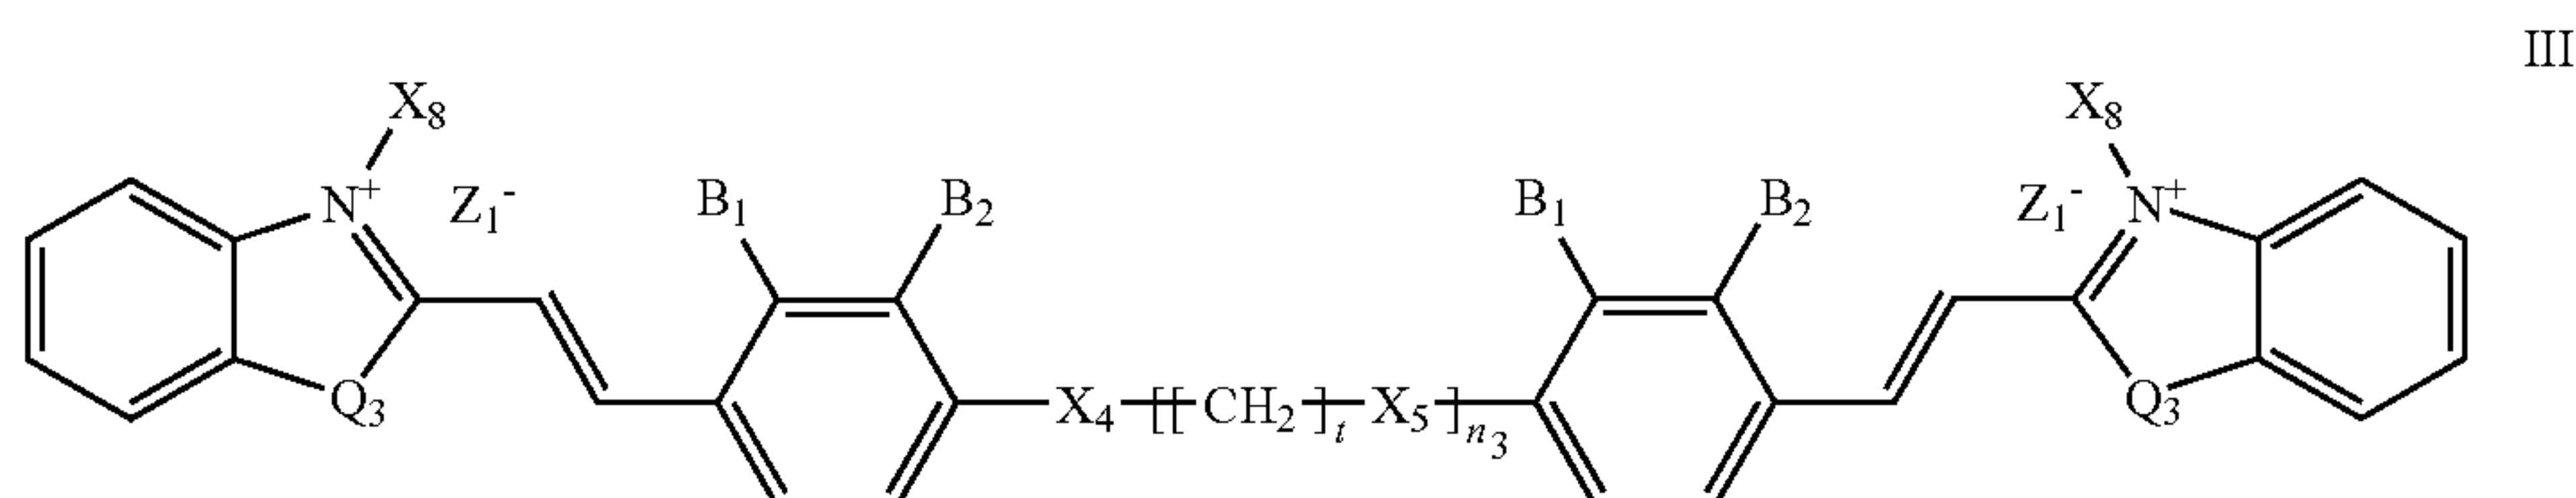 III
X₈ X₈
N⁺ Z₁⁻ B₁ B₂ B₁ B₂ Z₁⁻ N⁺
Q₃ X₄ [[ CH₂ ]ₜ X₅ ]ₙ₃ Q₃